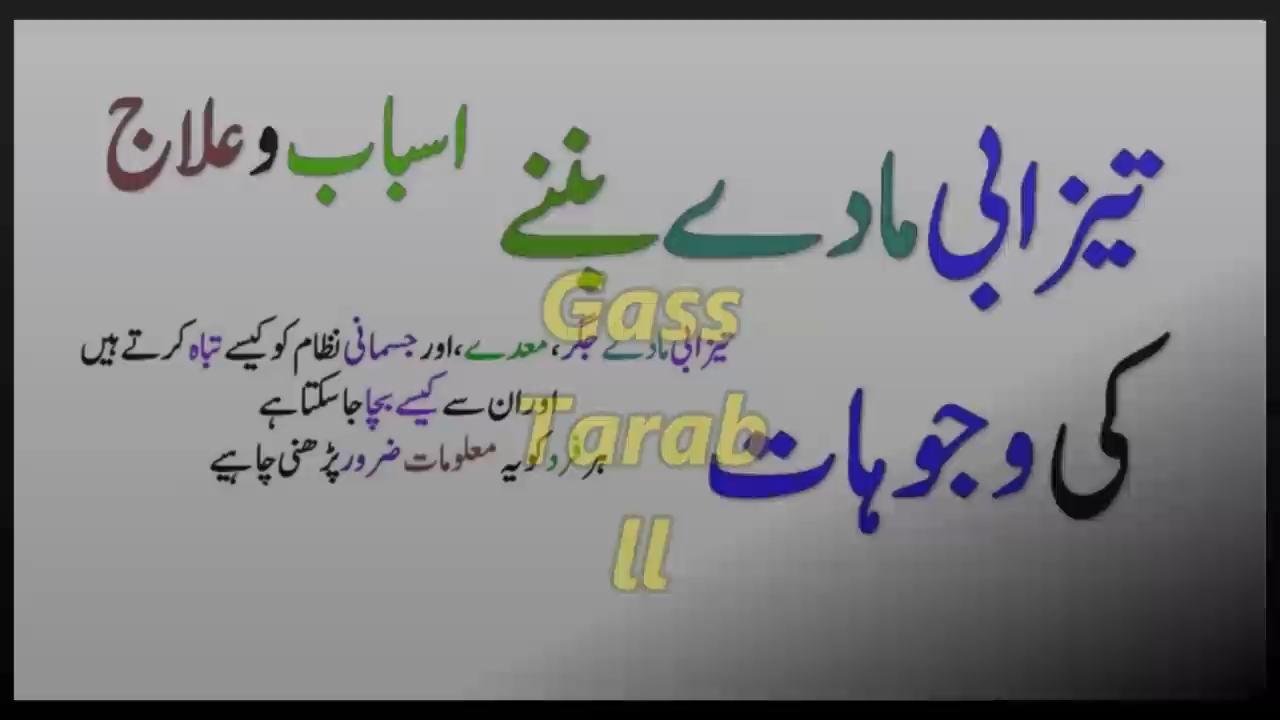 تیزابی مادے بننے
کی وجوہات
اسباب و علاج
تیزابی مادے جگر، معدے، اور جسمانی نظام کو کیسے تباہ کرتے ہیں
اور ان سے کیسے بچا جا سکتا ہے
ہر فرد کو یہ معلومات ضرور پڑھنی چاہیے
Gass
Tarab
ll